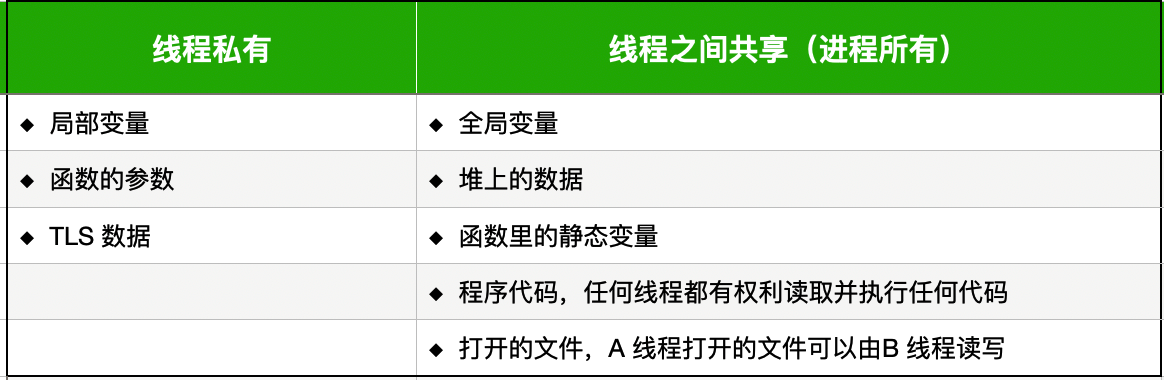 线程私有
线程之间共享（进程所有）
◆ 局部变量
◆ 全局变量
◆ 函数的参数
◆ 堆上的数据
◆ TLS 数据
◆ 函数里的静态变量
◆ 程序代码，任何线程都有权利读取并执行任何代码
◆ 打开的文件，A 线程打开的文件可以由B 线程读写